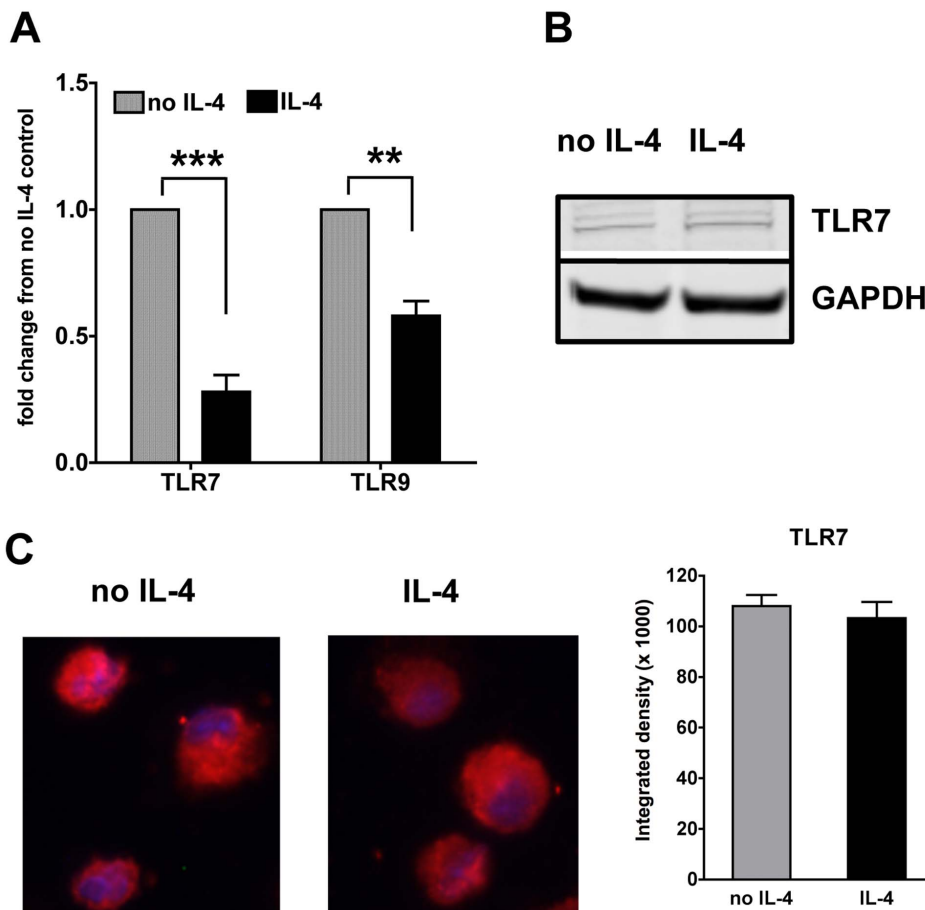 A
fold change from no IL-4 control
1.5
1.0
0.5
0.0
no IL-4 IL-4
***
**
TLR7 TLR9
B
no IL-4 IL-4
TLR7
GAPDH
C
no IL-4 IL-4
TLR7
Integrated density (x 1000)
120
100
80
60
40
20
0
no IL-4 IL-4